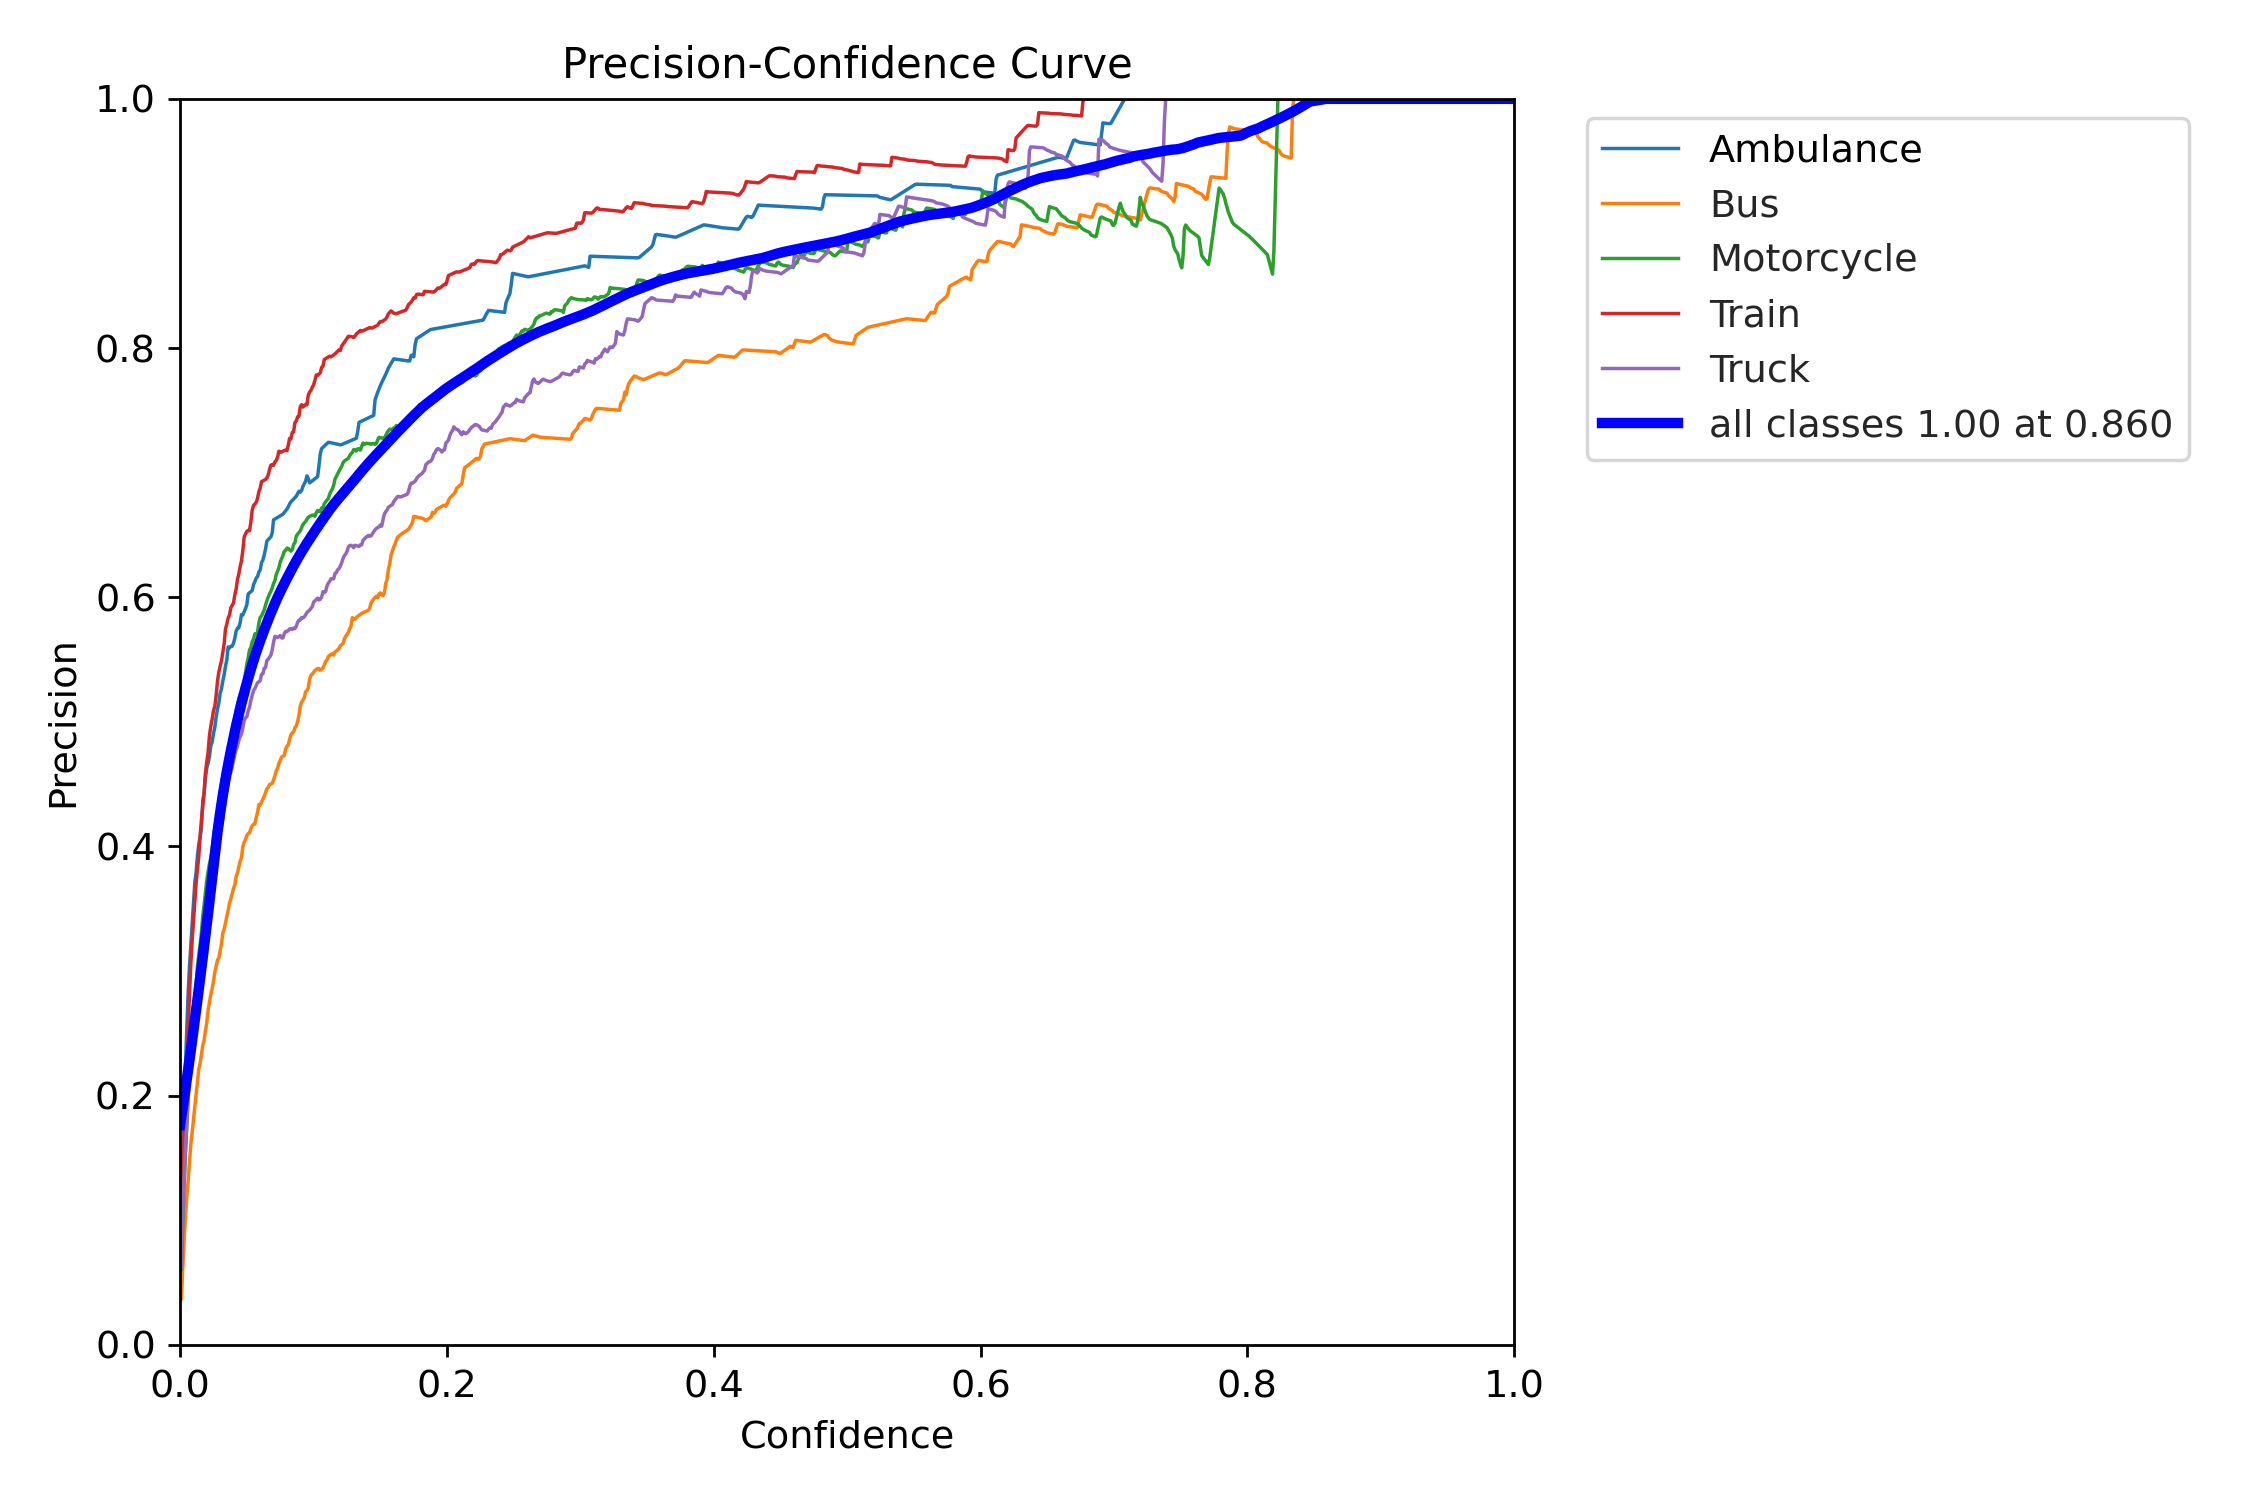 Precision-Confidence Curve
1.0
0.8
0.6
0.4
0.2
0.0
Precision
0.0 0.2 0.4 0.6 0.8 1.0
Confidence
Ambulance
Bus
Motorcycle
Train
Truck
all classes 1.00 at 0.860